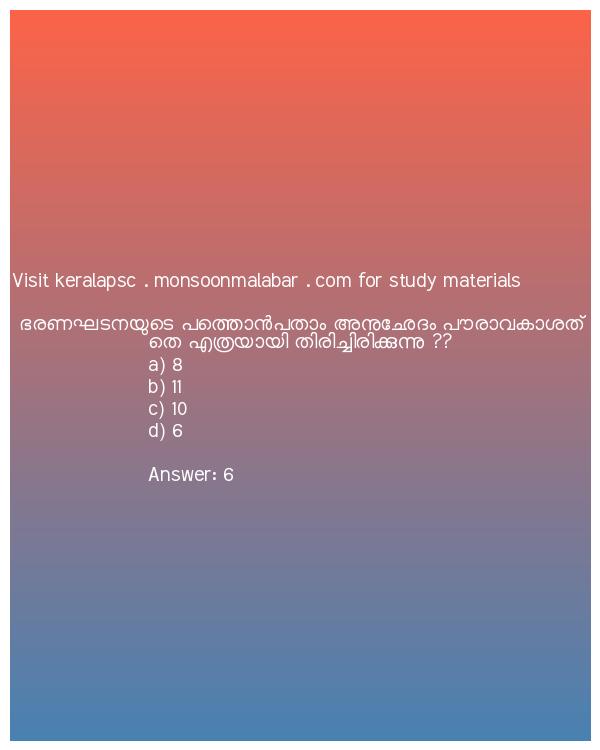 Visit keralapsc . monsoonmalabar . com for study materials
ഭരണഘടനയുടെ പത്തൊൻപതാം അനുഛേദം പൗരാവകാശത്
തെ എത്രയായി തിരിച്ചിരിക്കുന്നു ??
a) 8
b) 11
c) 10
d) 6
Answer: 6